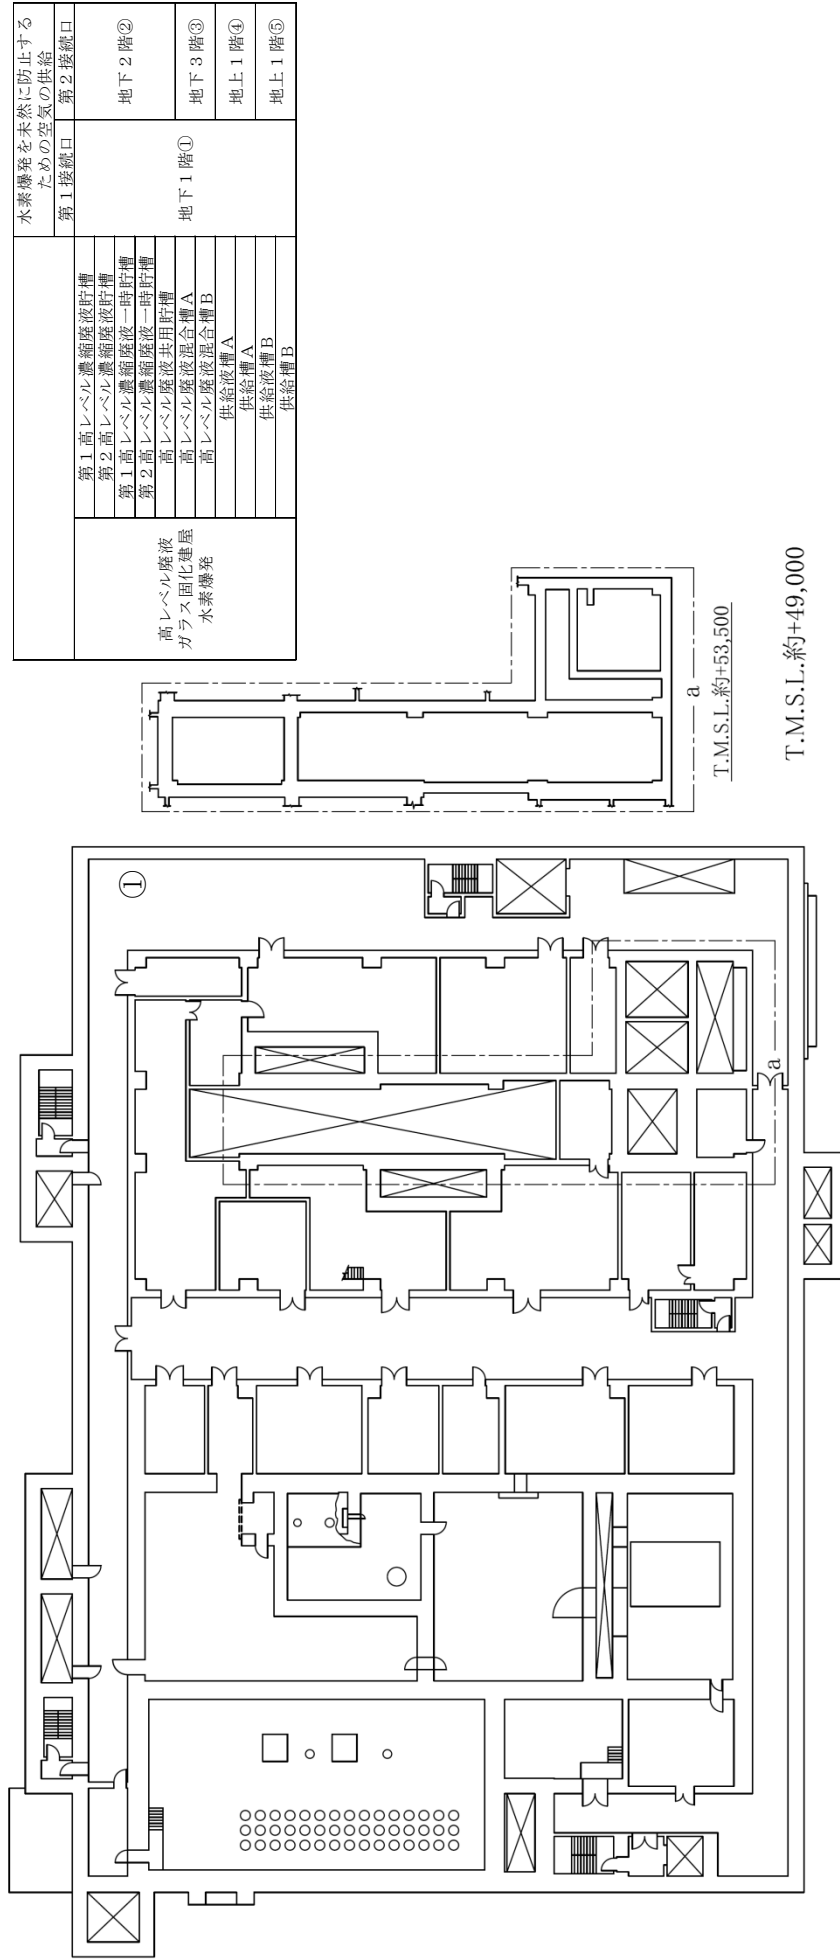 水素爆発を未然に防止する
ための空気の供給
第1接続口
第2接続口
高レベル廃液
ガラス固化建屋
水素爆発
第1高レベル濃縮廃液貯槽
第2高レベル濃縮廃液貯槽
第1高レベル濃縮廃液一時貯槽
第2高レベル濃縮廃液一時貯槽
高レベル廃液共用貯槽
高レベル廃液混合槽A
高レベル廃液混合槽B
供給液槽A
供給槽A
供給液槽B
供給槽B
地下1階①
地下2階②
地下3階③
地上1階④
地上1階⑤
①
a
a
T.M.S.L.約+53,500
T.M.S.L.約+49,000